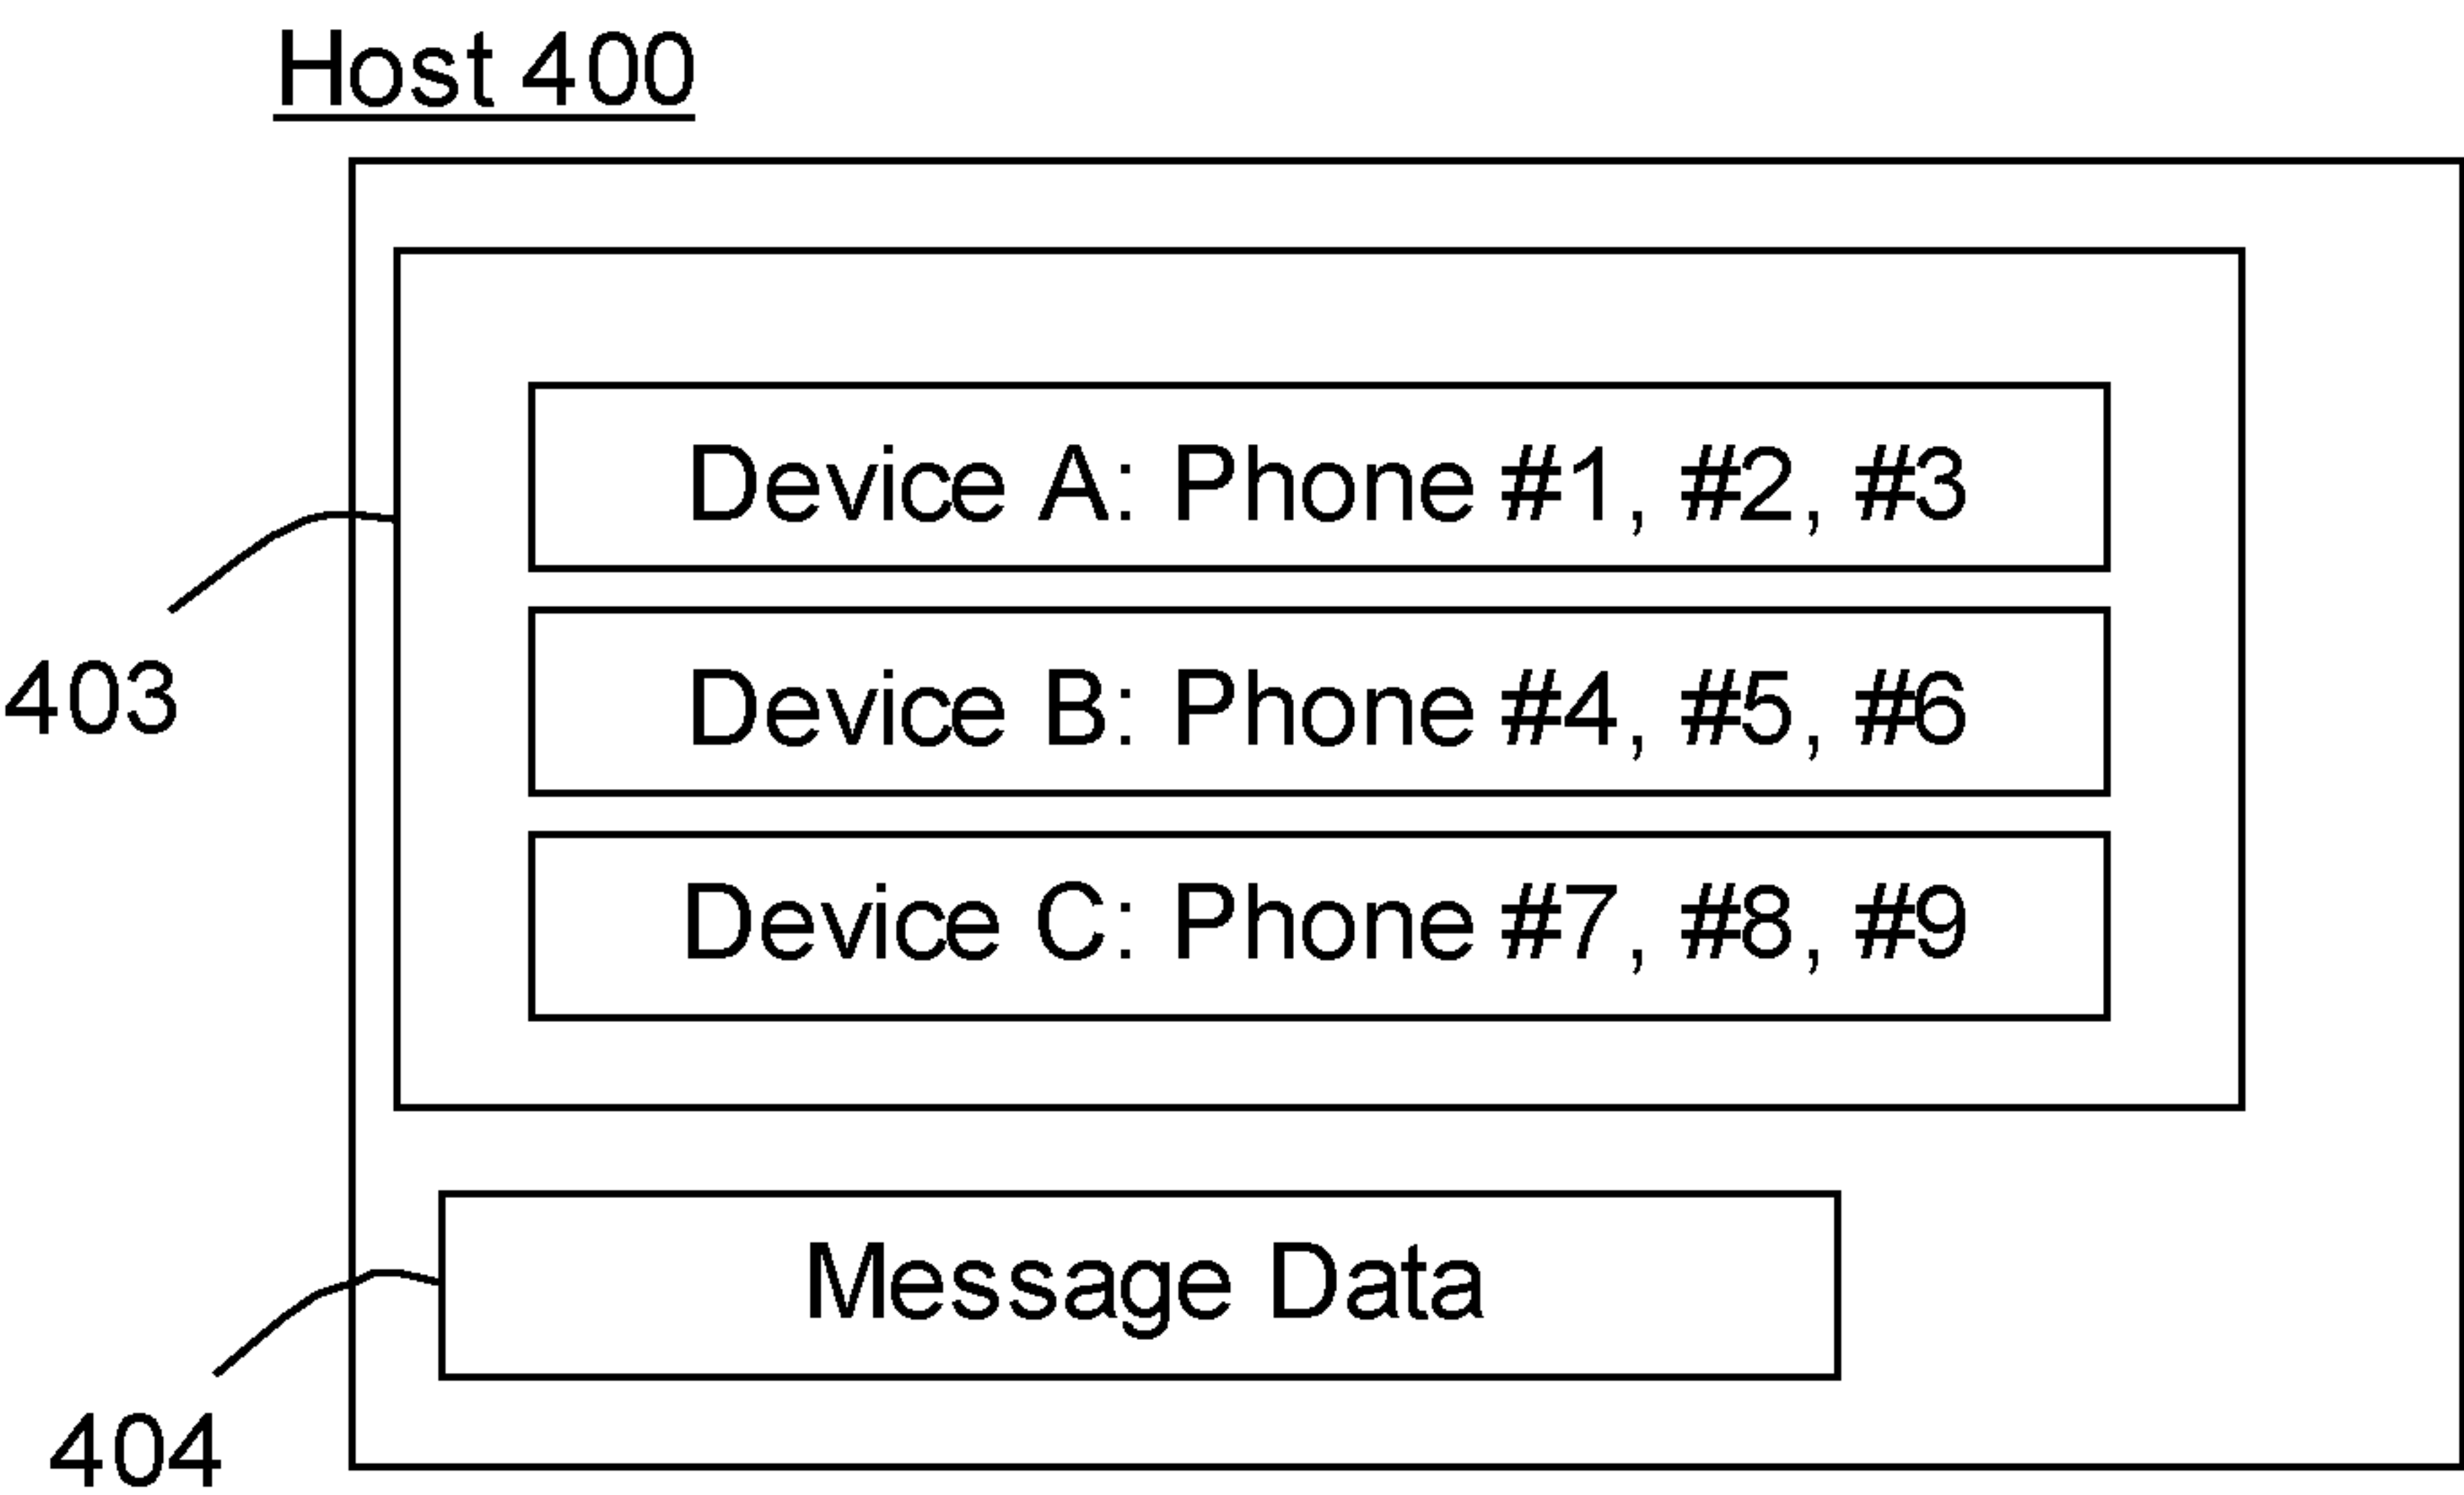 Host 400
Device A: Phone #1, #2, #3
403
Device B: Phone #4, #5, #6
Device C: Phone #7, #8, #9
Message Data
404